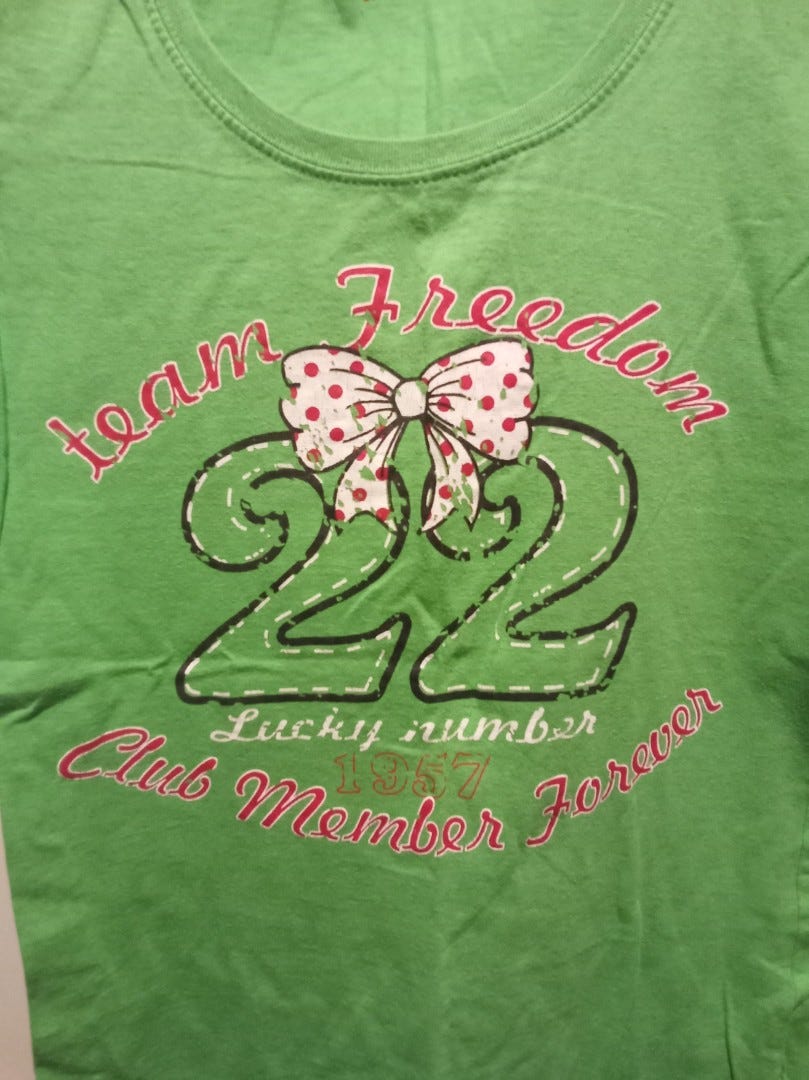 team Freedom
22
Lucky number
1957
Club Member Forever